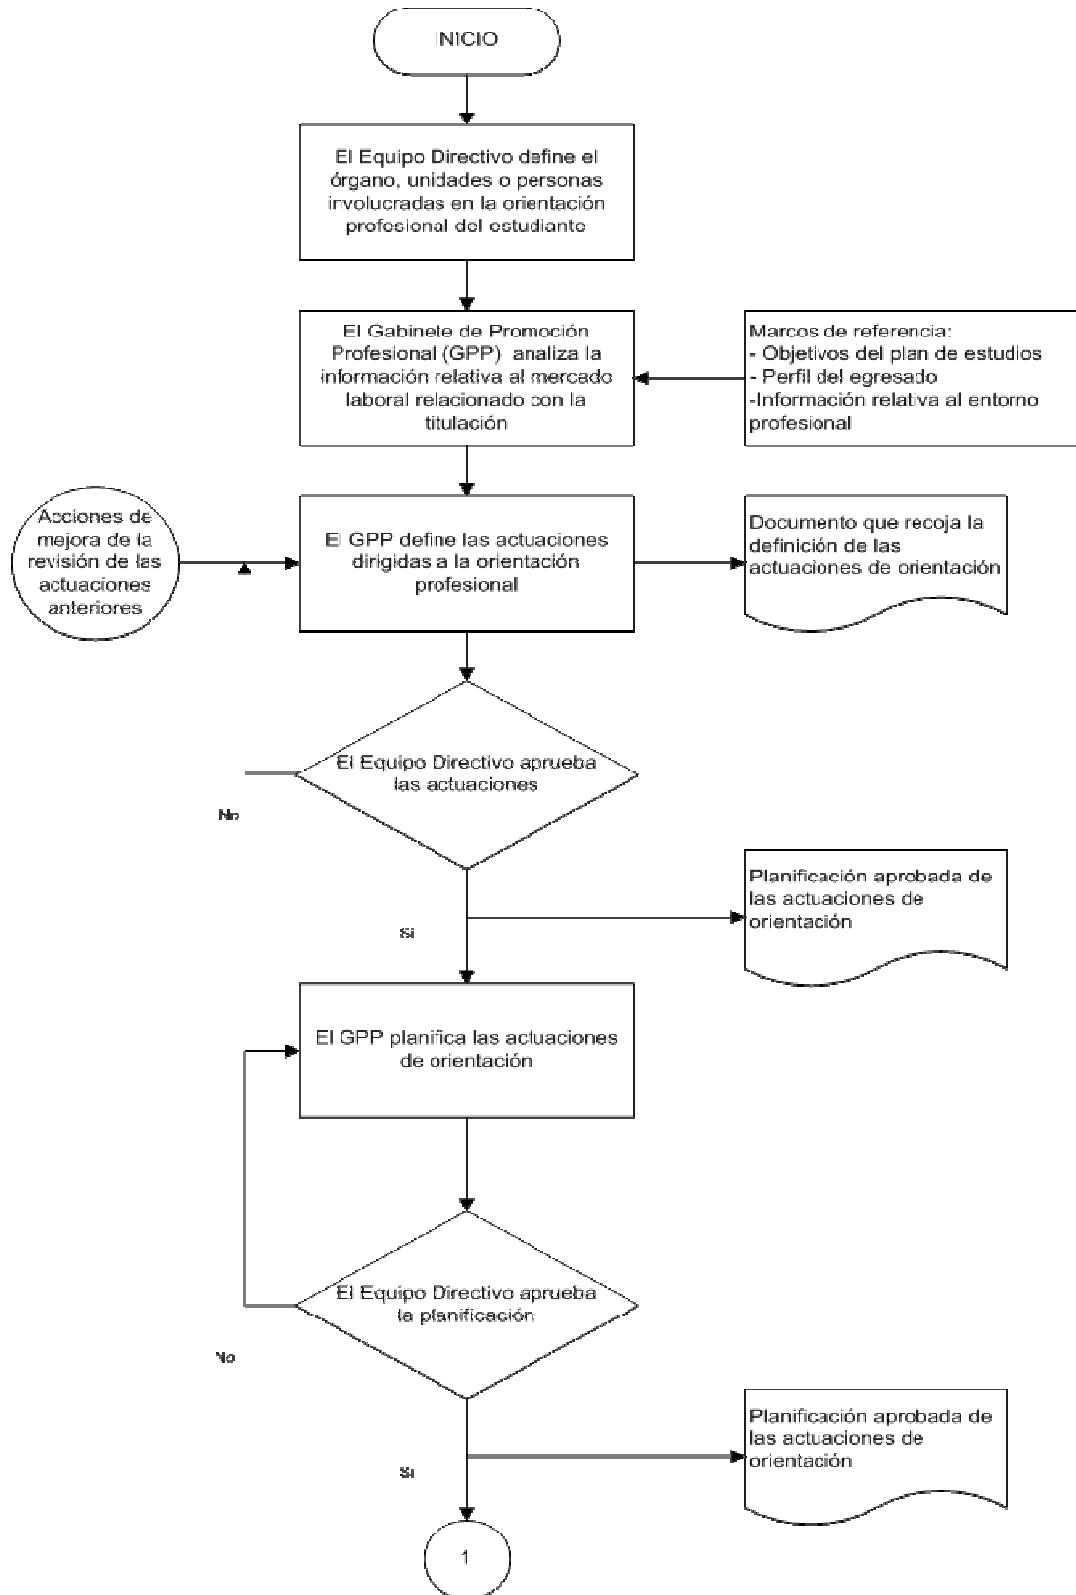 INICIO
El Equipo Directivo define el
órgano, unidades o personas
involucradas en la orientación
profesional del estudiante
El Gabinete de Promoción
Profesional (GPP) analiza la
información relativa al mercado
laboral relacionado con la
titulación
Marcos de referencia:
- Objetivos del plan de estudios
- Perfil del egresado
-Información relativa al entorno
profesional
Acciones de
mejora de la
revisión de las
actuaciones
anteriores
El GPP define las actuaciones
dirigidas a la orientación
profesional
Documento que recoja la
definición de las
actuaciones de orientación
El Equipo Directivo aprueba
las actuaciones
No
Planificación aprobada de
las actuaciones de
orientación
Si
El GPP planifica las actuaciones
de orientación
El Equipo Directivo aprueba
la planificación
No
Planificación aprobada de
las actuaciones de
orientación
Si
1